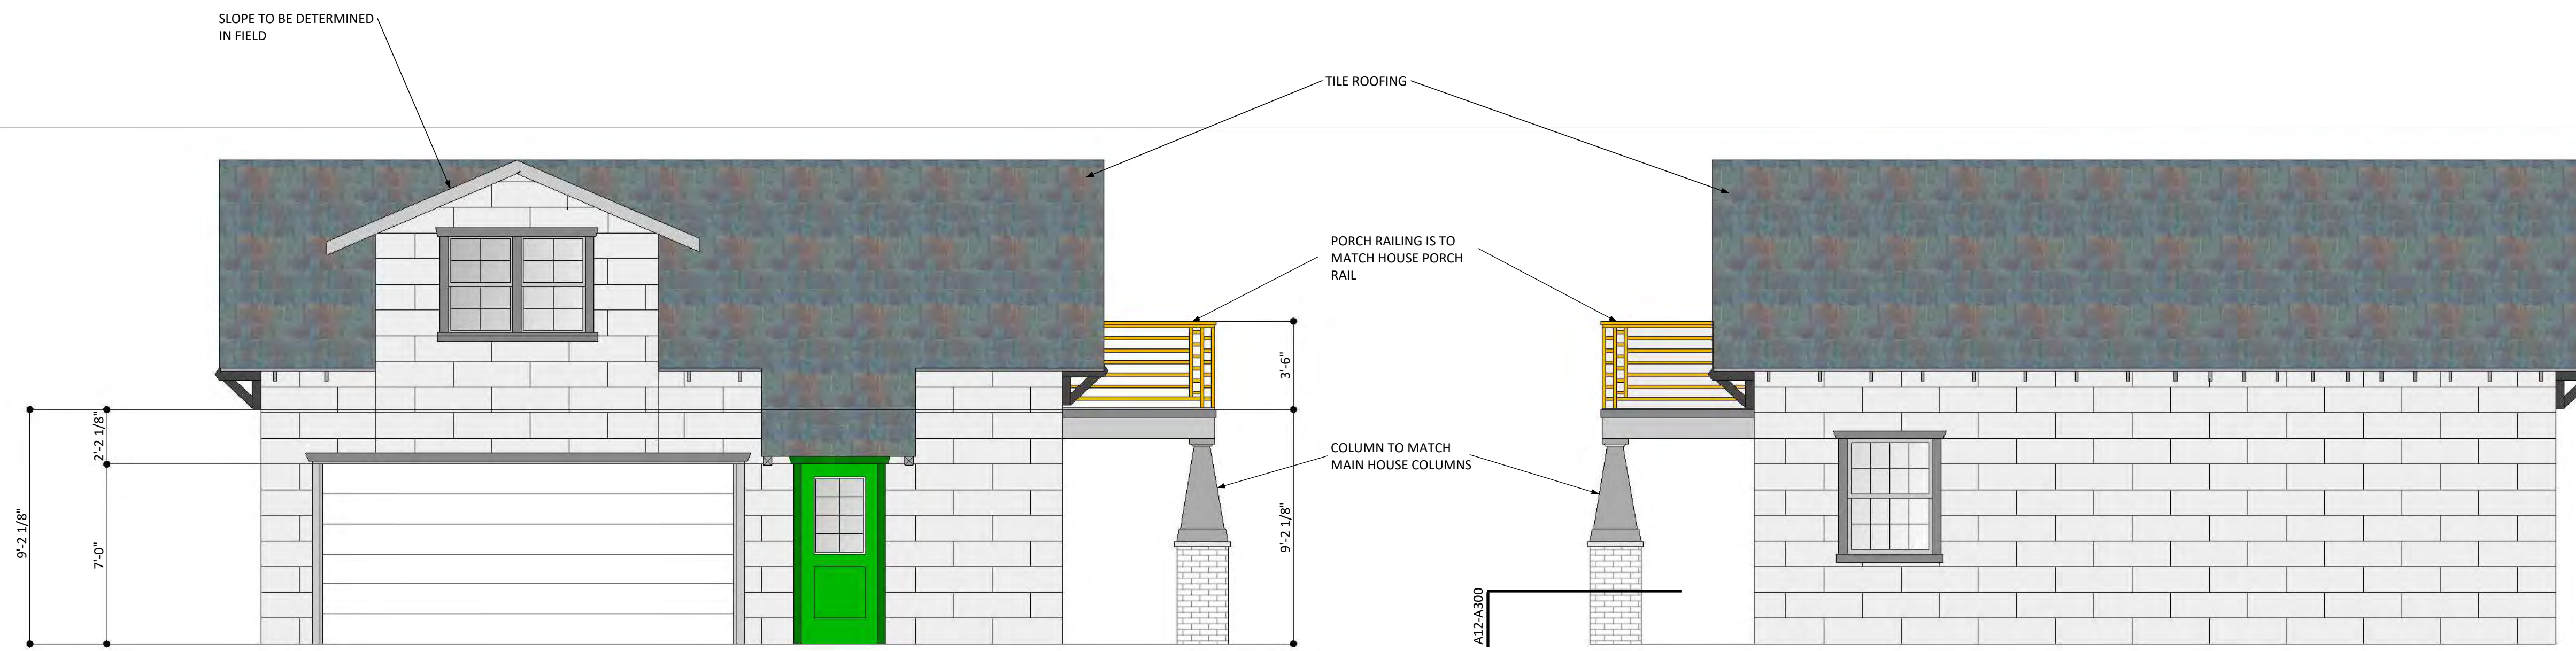 SLOPE TO BE DETERMINED
IN FIELD
TILE ROOFING
PORCH RAILING IS TO
MATCH HOUSE PORCH
RAIL
COLUMN TO MATCH
MAIN HOUSE COLUMNS
9'-2 1/8"
2'-2 1/8"
7'-0"
3'-6"
9'-2 1/8"
A12-A300